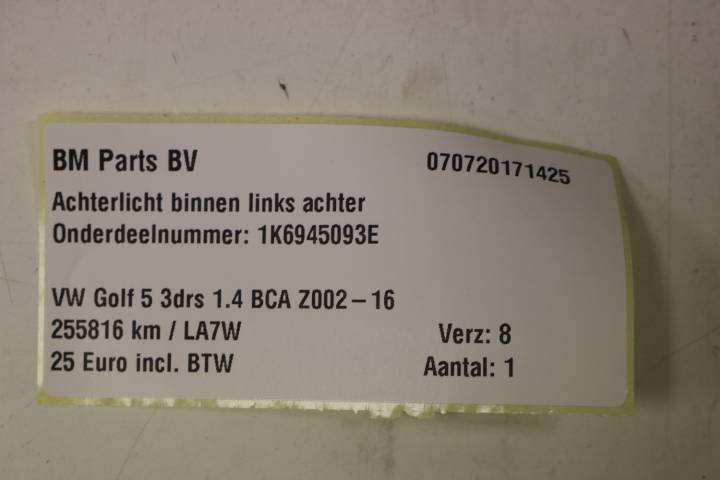 BM Parts BV 070720171425
Achterlicht binnen links achter
Onderdeelnummer: 1K6945093E
VW Golf 5 3drs 1.4 BCA Z002-16
255816 km / LA7W Verz: 8
25 Euro incl. BTW Aantal: 1